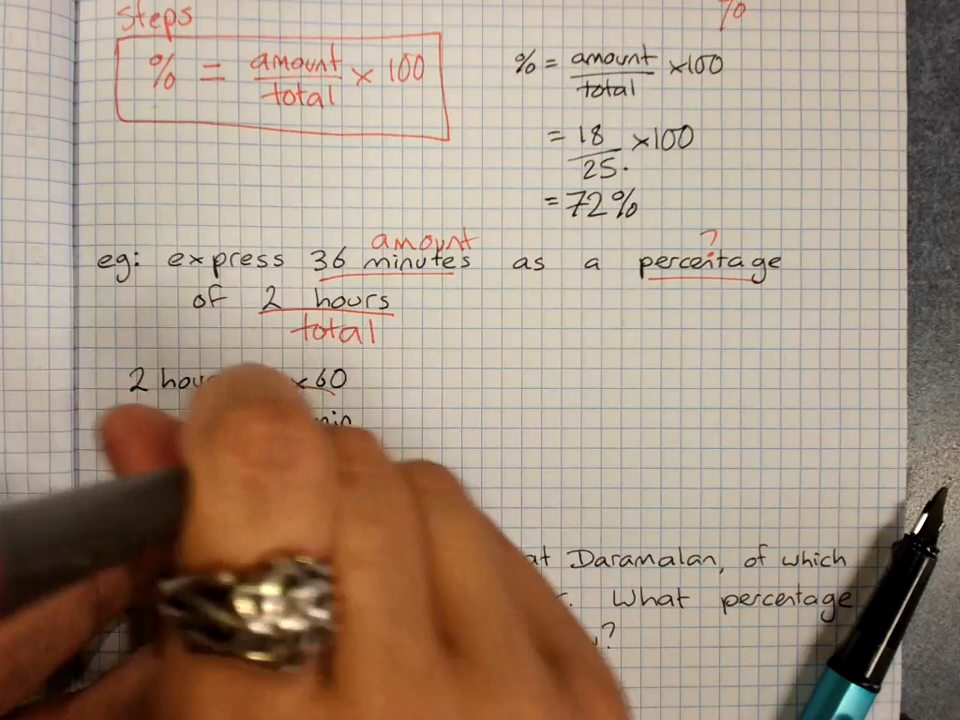 steps
%
% = amount/total × 100
% = amount/total ×100
= 18/25 ×100
= 72%
amount ?
eg: express 36 minutes as a percentage
of 2 hours
total
2 ×60
min
at Daramalan, of which
What percentage
?